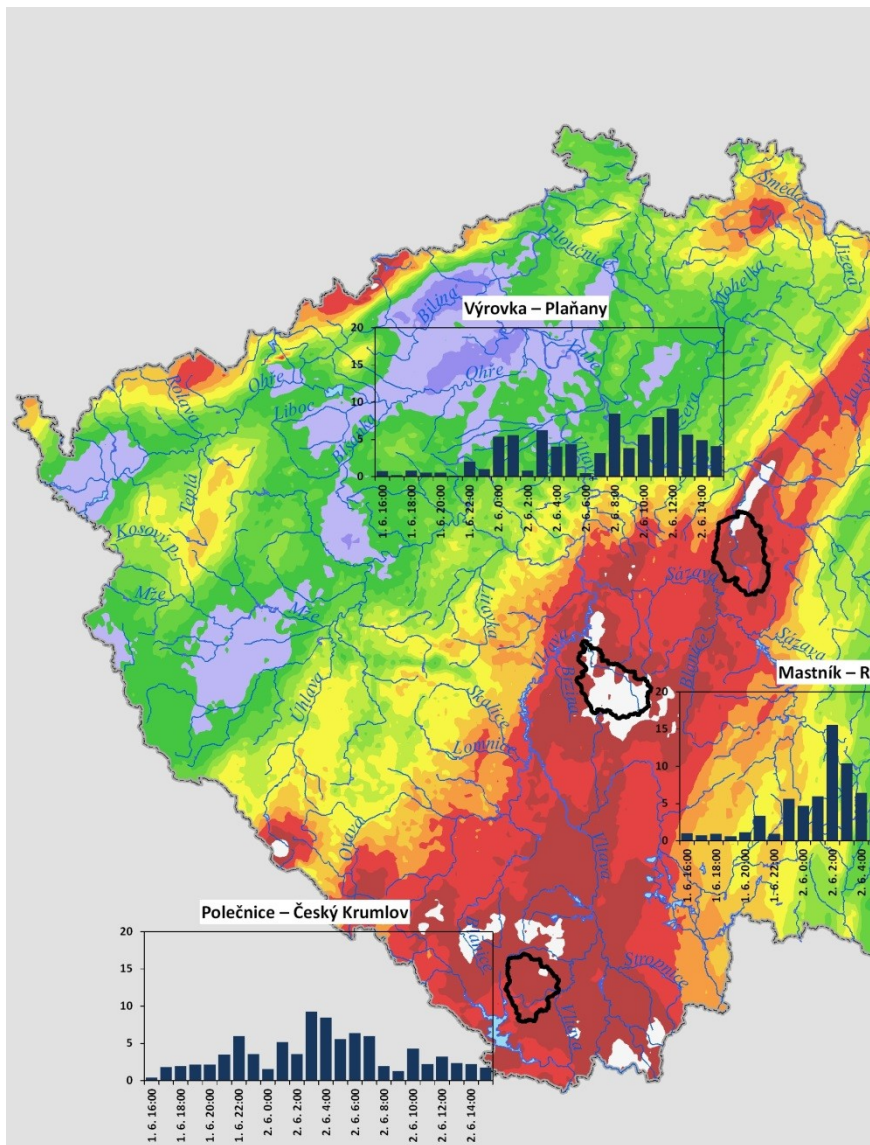 Smědá
Ploučnice
Jizera
Mohelka
Bílina
Výrovka – Plaňany
20
15
10
5
0
1. 6. 16:00
1. 6. 18:00
1. 6. 20:00
1. 6. 22:00
2. 6. 0:00
2. 6. 2:00
2. 6. 4:00
2. 6. 6:00
2. 6. 8:00
2. 6. 10:00
2. 6. 12:00
2. 6. 14:00
Rolava
Ohře
Ohře
Liboc
Blšanka
Teplá
Kosový p.
Mže
Mže
Litavka
Sázava
Sázava
Blanice
Vltava
Brzina
Úhlava
Skalice
Lomnice
Mastník – R
20
15
10
5
0
1. 6. 16:00
1. 6. 18:00
1. 6. 20:00
1. 6. 22:00
2. 6. 0:00
2. 6. 2:00
2. 6. 4:00
Otava
Vltava
Polečnice – Český Krumlov
20
15
10
5
0
1. 6. 16:00
1. 6. 18:00
1. 6. 20:00
1. 6. 22:00
2. 6. 0:00
2. 6. 2:00
2. 6. 4:00
2. 6. 6:00
2. 6. 8:00
2. 6. 10:00
2. 6. 12:00
2. 6. 14:00
Stropnice
Vltava